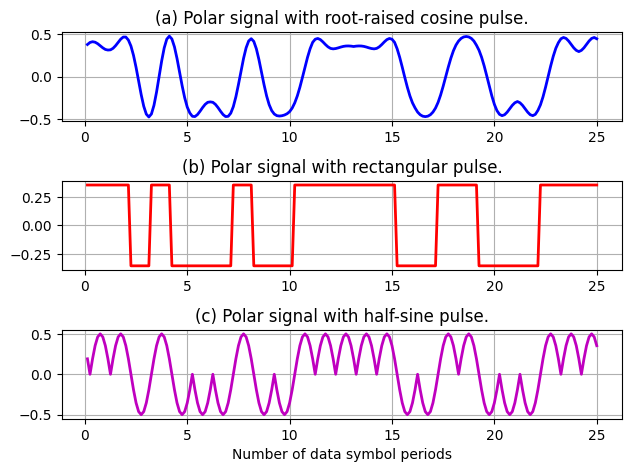 (a) Polar signal with root-raised cosine pulse.
0.5
0.0
−0.5
0 5 10 15 20 25
(b) Polar signal with rectangular pulse.
0.25
0.00
−0.25
0 5 10 15 20 25
(c) Polar signal with half-sine pulse.
0.5
0.0
−0.5
0 5 10 15 20 25
Number of data symbol periods